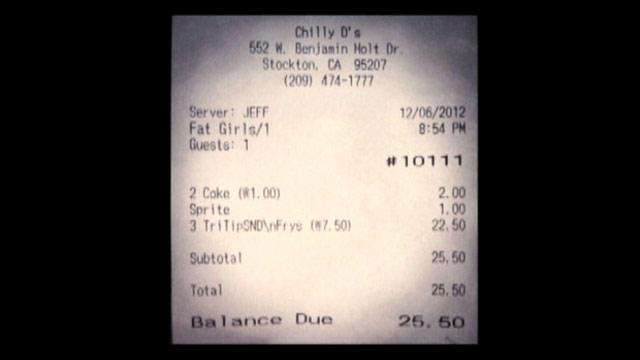 Chilly D's
552 W. Benjamin Holt Dr.
Stockton, CA 95207
(209) 474-1777
Server: JEFF 12/06/2012
Fat Girls/1 8:54 PM
Guests: 1
#10111
2 Coke (@1.00) 2.00
Sprite 1.00
3 TriTipSND\nFrys (@7.50) 22.50
Subtotal 25.50
Total 25.50
Balance Due 25.50